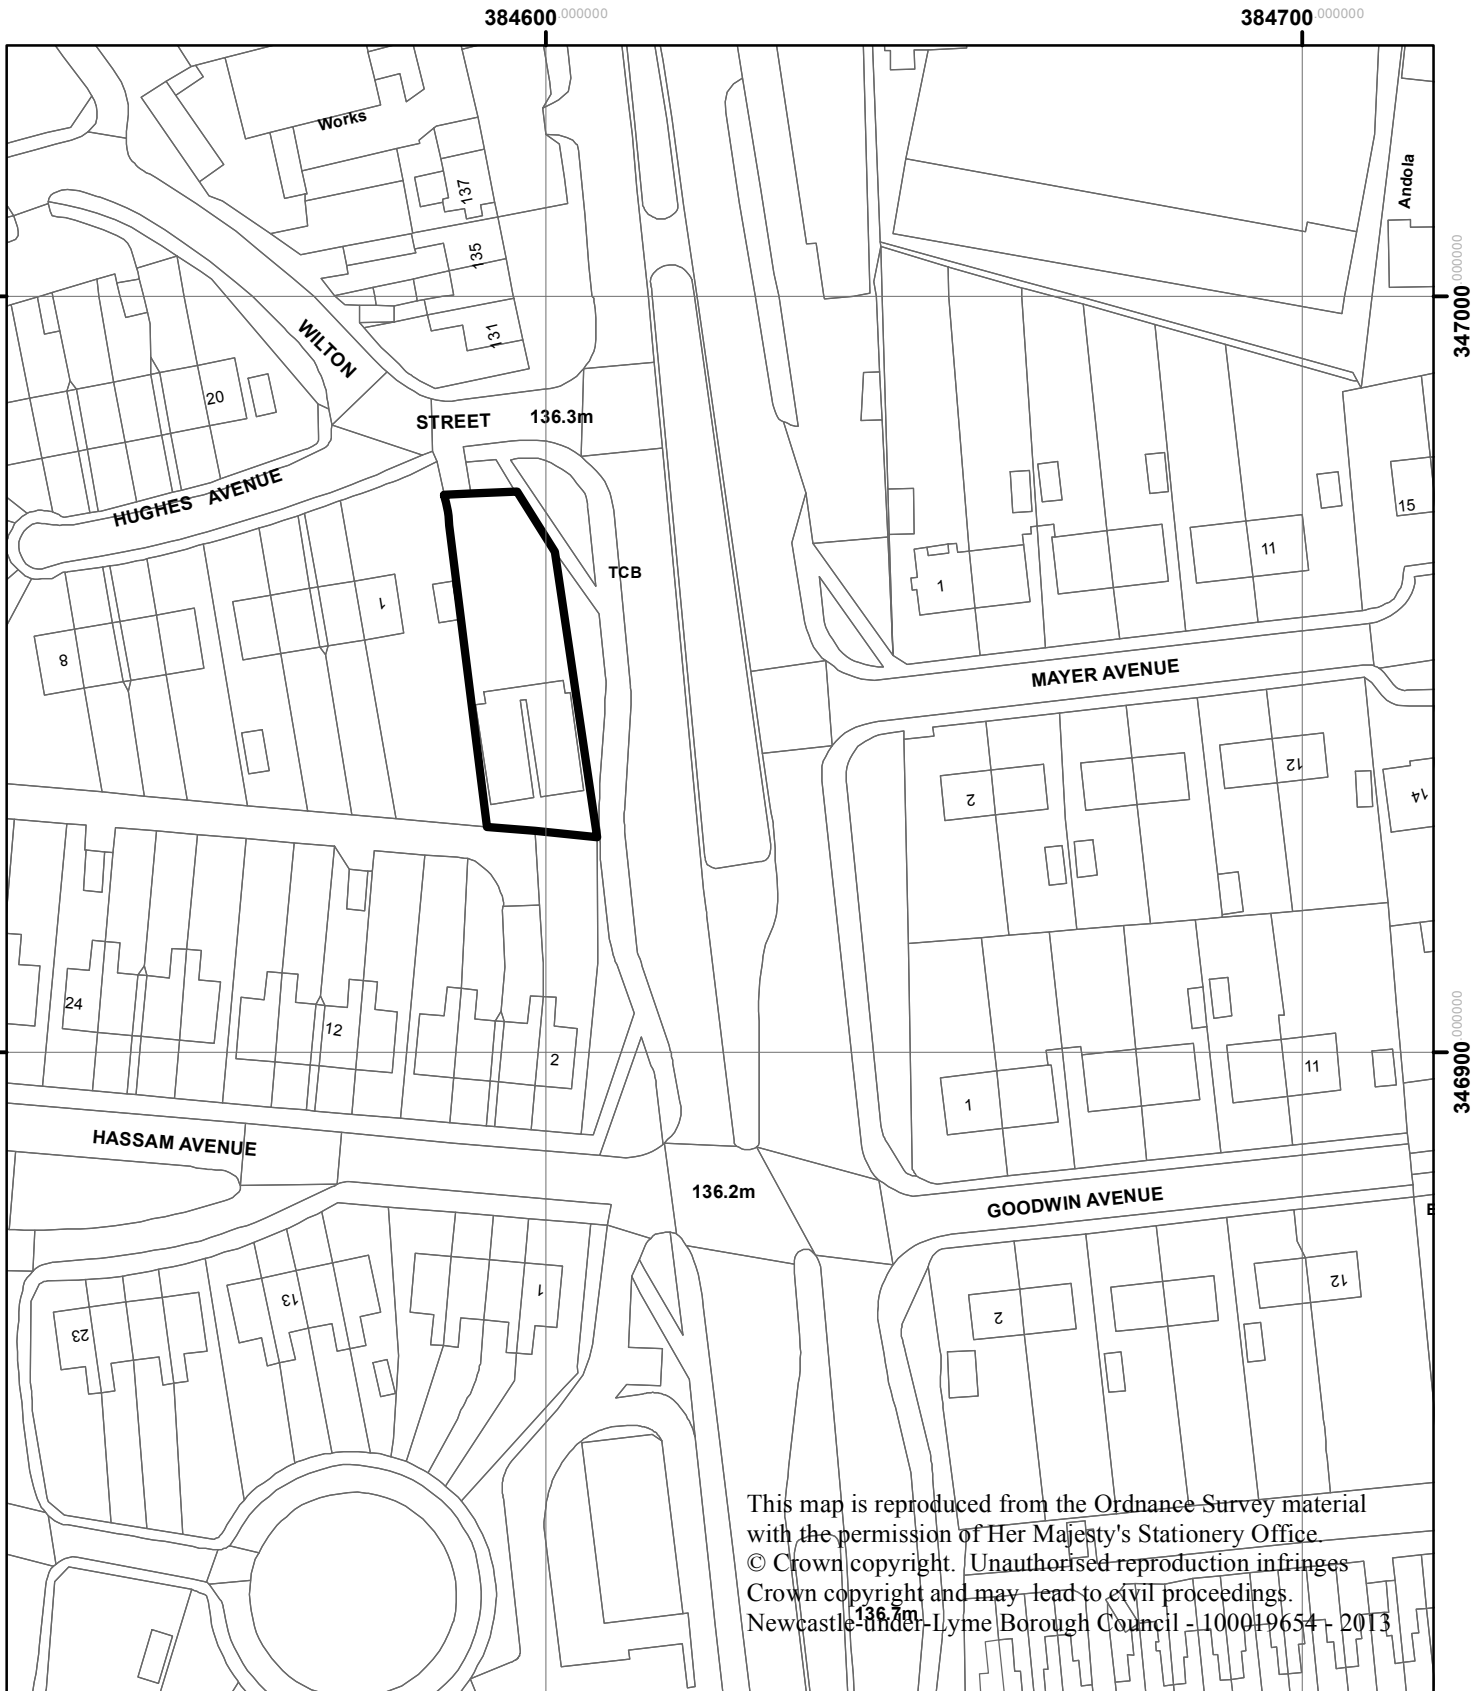 384600.000000
384700.000000
Works
137
Andola
135
347000.000000
131
WILTON
20
STREET 136.3m
HUGHES AVENUE
15
11
TCB
1
1
8
MAYER AVENUE
12
2
14
24
12
2
346900.000000
11
1
HASSAM AVENUE
136.2m
GOODWIN AVENUE
E
1
13
12
2
23
This map is reproduced from the Ordnance Survey material
with the permission of Her Majesty's Stationery Office.
© Crown copyright. Unauthorised reproduction infringes
Crown copyright and may lead to civil proceedings.
136.7m
Newcastle-under-Lyme Borough Council - 100019654 - 2013